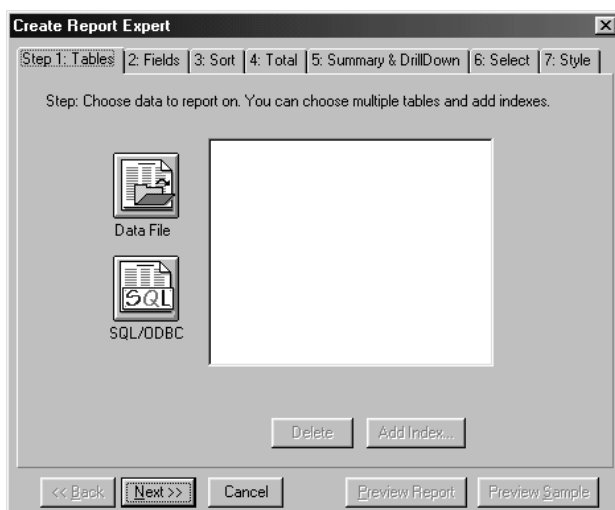 Create Report Expert
Step 1: Tables 2: Fields 3: Sort 4: Total 5: Summary & DrillDown 6: Select 7: Style
Step: Choose data to report on. You can choose multiple tables and add indexes.
Data File
SQL
SQL/ODBC
Delete Add Index...
<< Back Next >> Cancel Preview Report Preview Sample